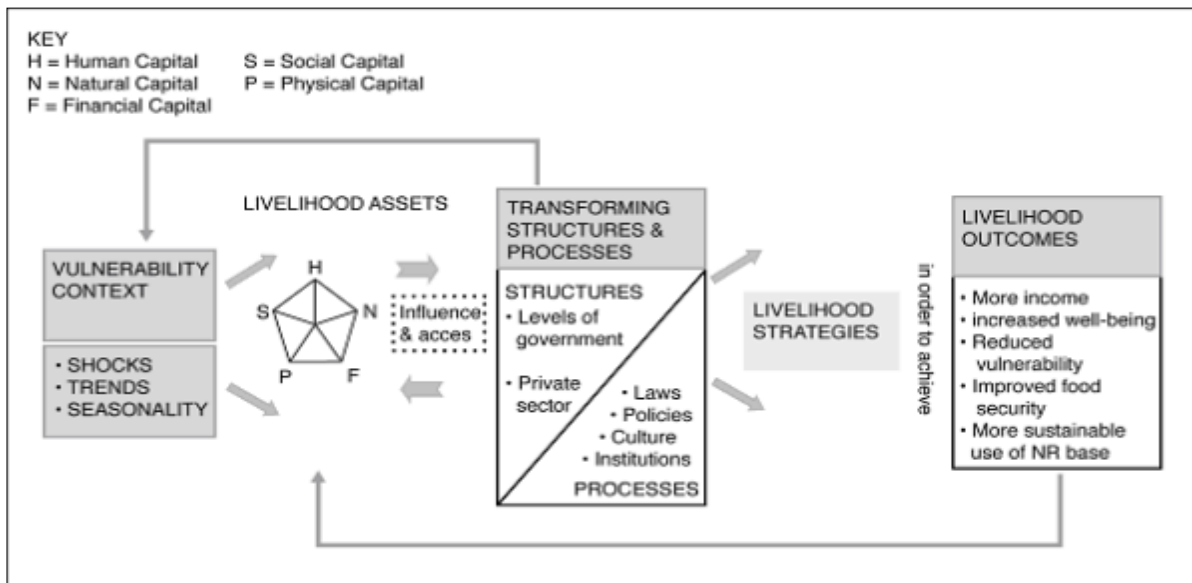 KEY
H = Human Capital
S = Social Capital
N = Natural Capital
P = Physical Capital
F = Financial Capital
LIVELIHOOD ASSETS
VULNERABILITY
CONTEXT
• SHOCKS
• TRENDS
• SEASONALITY
H
S
N
P
F
Influence
& acces
TRANSFORMING
STRUCTURES &
PROCESSES
STRUCTURES
• Levels of
government
• Private
sector
• Laws
• Policies
• Culture
• Institutions
PROCESSES
LIVELIHOOD
STRATEGIES
in order to achieve
LIVELIHOOD
OUTCOMES
• More income
• increased well-being
• Reduced
vulnerability
• Improved food
security
• More sustainable
use of NR base